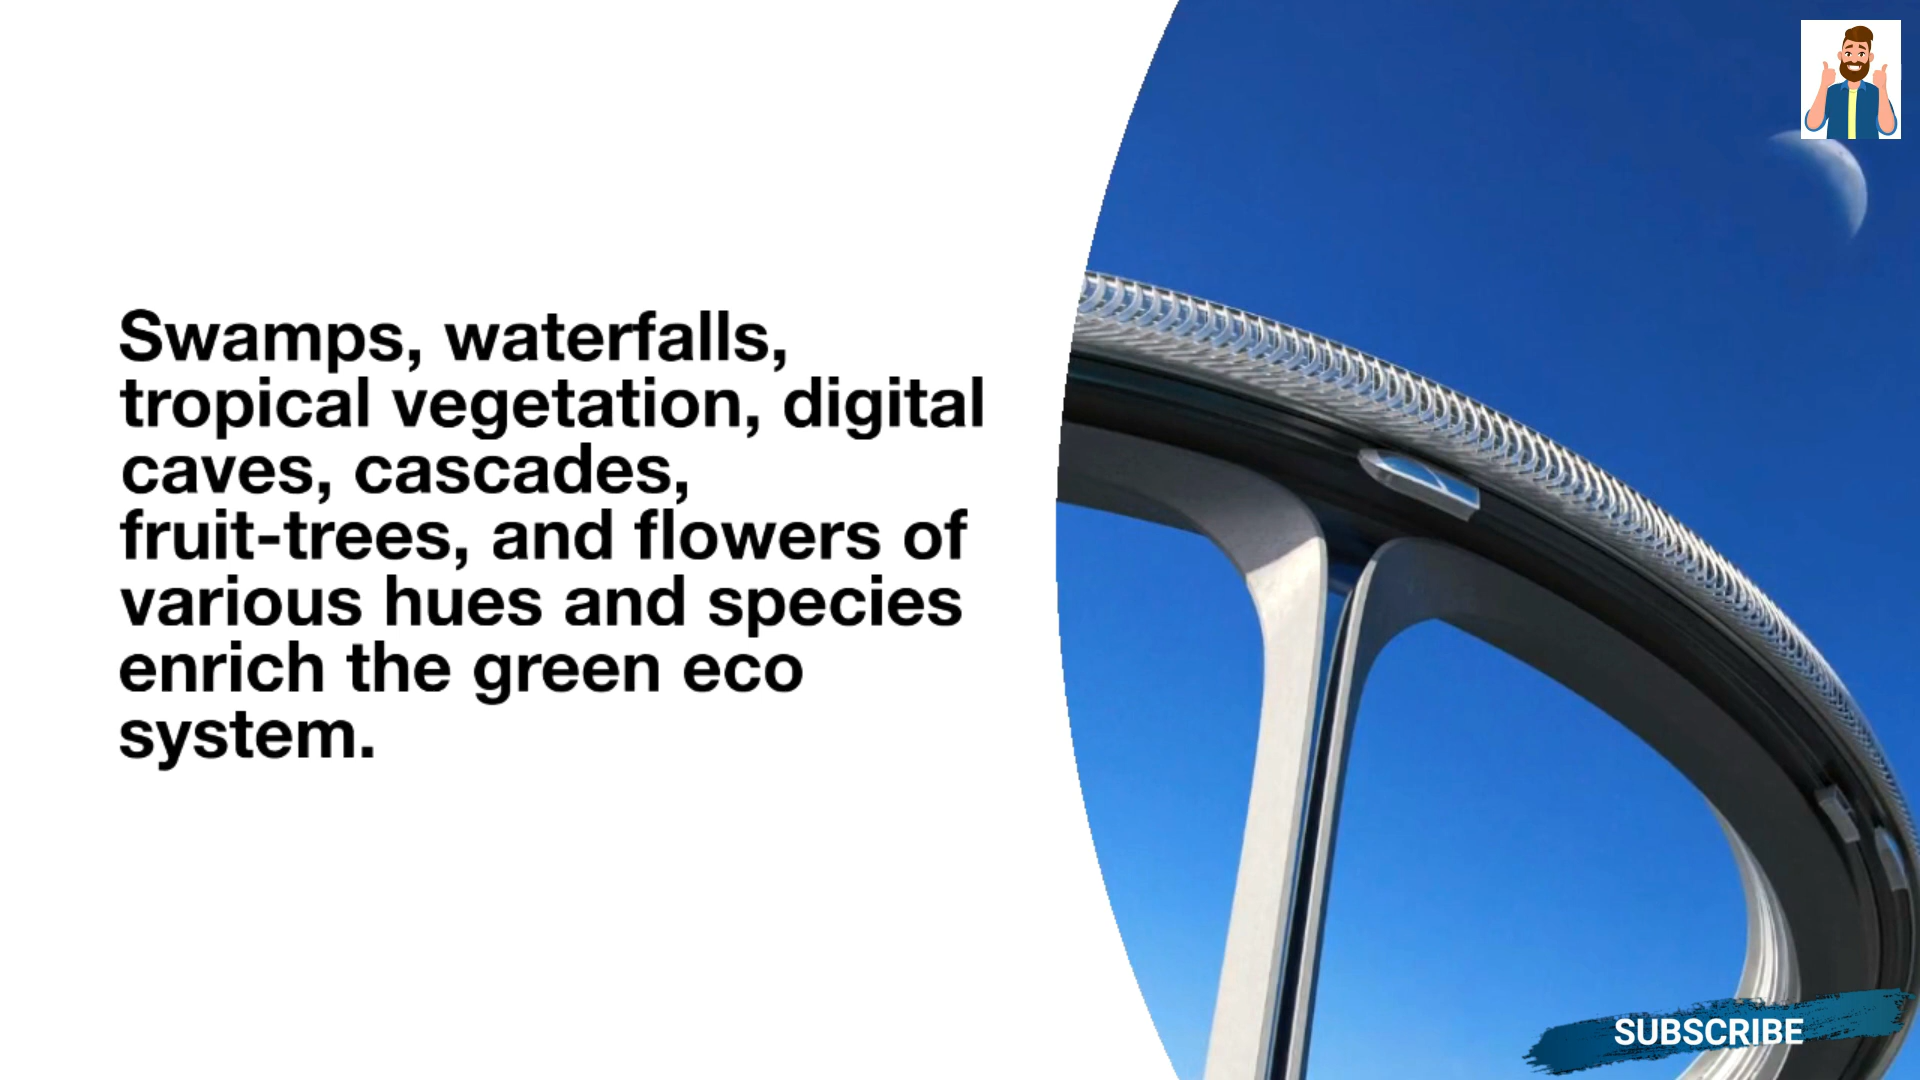 Swamps, waterfalls,
tropical vegetation, digital
caves, cascades,
fruit-trees, and flowers of
various hues and species
enrich the green eco
system.
SUBSCRIBE